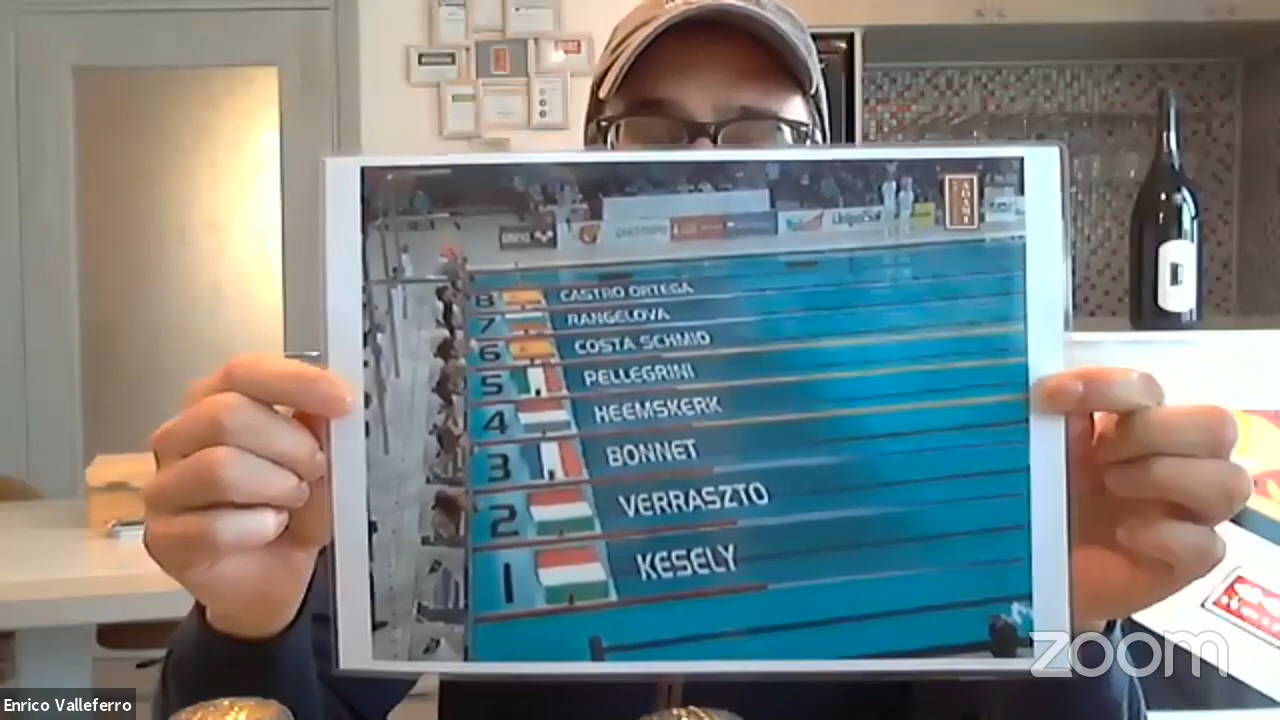 UnipolSai
8 CASTRO ORTEGA
7 RANGELOVA
6 COSTA SCHMID
5 PELLEGRINI
4 HEEMSKERK
3 BONNET
2 VERRASZTO
1 KESELY
zoom
Enrico Valleferro